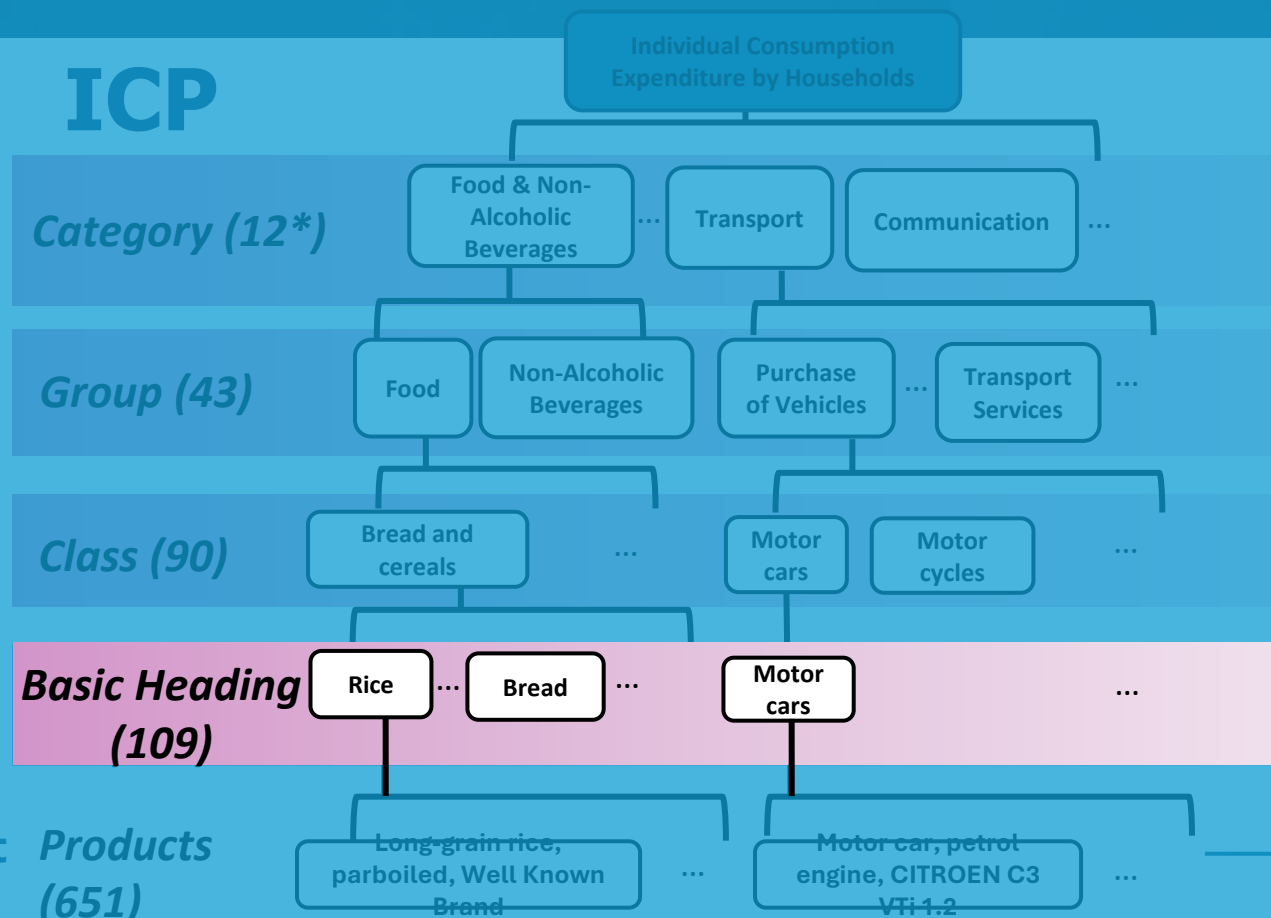 Individual Consumption
Expenditure by Households
ICP
Category (12*)
Food & Non-
Alcoholic
Beverages
...
Transport
Communication
...
Group (43)
Food
Non-Alcoholic
Beverages
Purchase
of Vehicles
...
Transport
Services
...
Class (90)
Bread and
cereals
...
Motor
cars
Motor
cycles
...
Basic Heading
(109)
Rice
...
Bread
...
Motor
cars
...
Products
(651)
Long-grain rice,
parboiled, Well Known
Brand
...
Motor car, petrol
engine, CITROEN C3
VTi 1.2
...